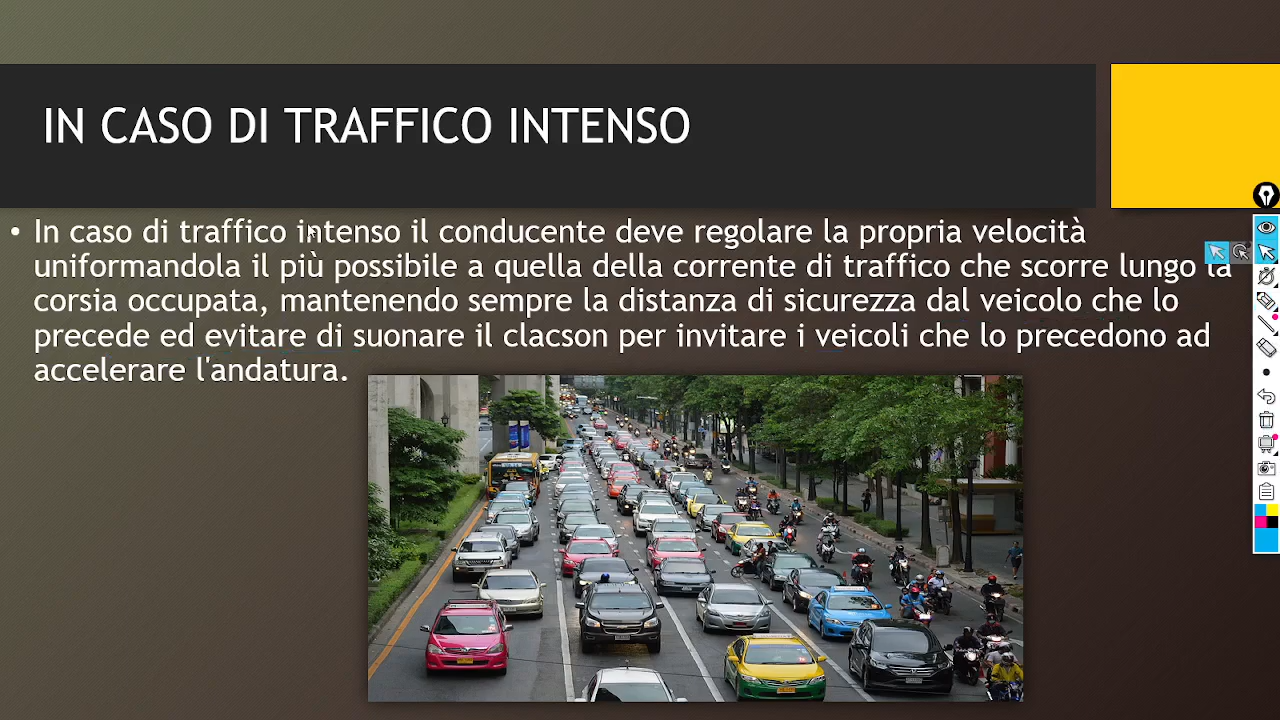 IN CASO DI TRAFFICO INTENSO
• In caso di traffico intenso il conducente deve regolare la propria velocità
uniformandola il più possibile a quella della corrente di traffico che scorre lungo la
corsia occupata, mantenendo sempre la distanza di sicurezza dal veicolo che lo
precede ed evitare di suonare il clacson per invitare i veicoli che lo precedono ad
accelerare l'andatura.